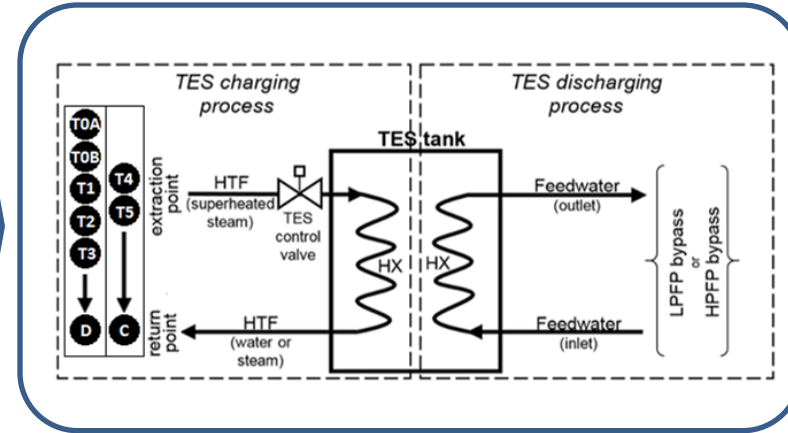 TES charging
process
TES discharging
process
TES tank
T0A
T0B
T1
T2
T3
D
T4
T5
C
extraction
point
return
point
HTF
(superheated
steam)
TES
control
valve
HX
HX
HTF
(water or
steam)
Feedwater
(outlet)
Feedwater
(inlet)
LPFP bypass
or
HPFP bypass